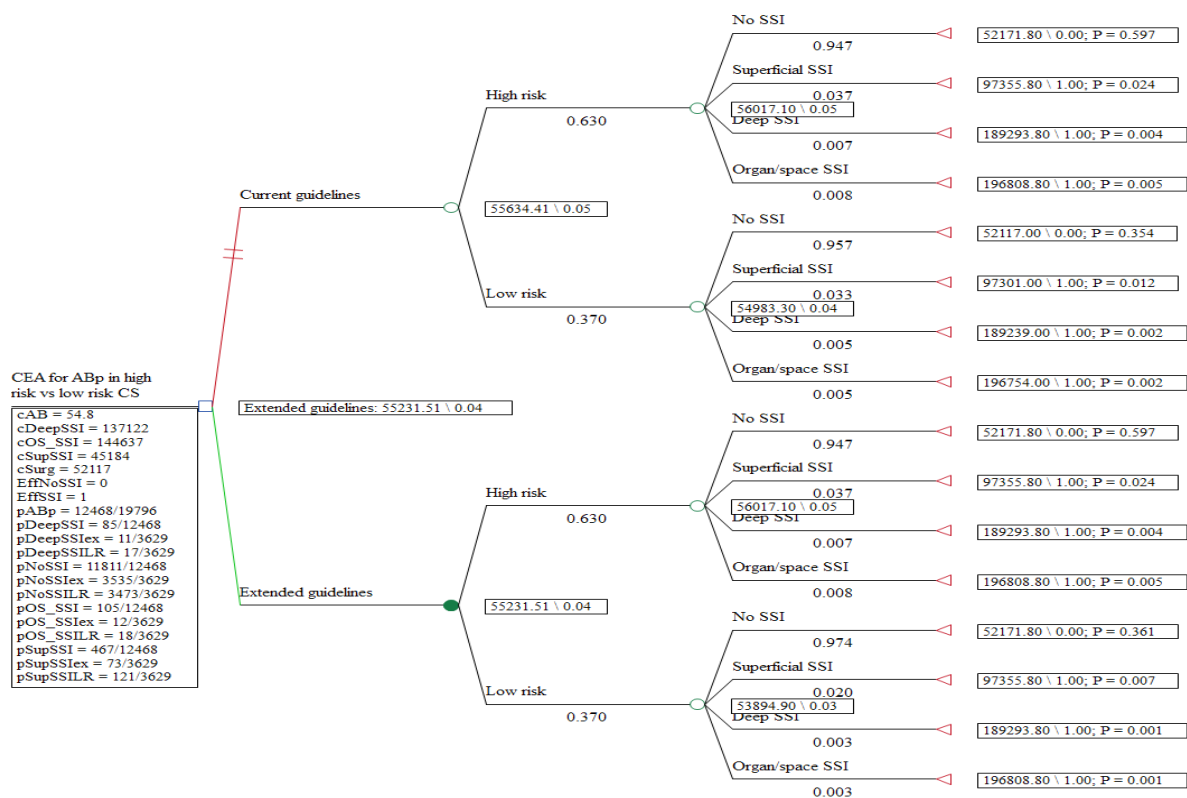 No SSI
0.947
52171.80 \ 0.00; P = 0.597
Superficial SSI
0.037
97355.80 \ 1.00; P = 0.024
High risk
0.630
56017.10 \ 0.05
Deep SSI
0.007
189293.80 \ 1.00; P = 0.004
Organ/space SSI
0.008
196808.80 \ 1.00; P = 0.005
Current guidelines
55634.41 \ 0.05
No SSI
0.957
52117.00 \ 0.00; P = 0.354
Superficial SSI
0.033
97301.00 \ 1.00; P = 0.012
Low risk
0.370
54983.30 \ 0.04
Deep SSI
0.005
189239.00 \ 1.00; P = 0.002
Organ/space SSI
0.005
196754.00 \ 1.00; P = 0.002
CEA for ABp in high
risk vs low risk CS
cAB = 54.8
cDeepSSI = 137122
cOS_SSI = 144637
cSupSSI = 45184
cSurg = 52117
EffNoSSI = 0
EffSSI = 1
pABp = 12468/19796
pDeepSSI = 85/12468
pDeepSSIex = 11/3629
pDeepSSILR = 17/3629
pNoSSI = 11811/12468
pNoSSIex = 3535/3629
pNoSSILR = 3473/3629
pOS_SSI = 105/12468
pOS_SSIex = 12/3629
pOS_SSILR = 18/3629
pSupSSI = 467/12468
pSupSSIex = 73/3629
pSupSSILR = 121/3629
Extended guidelines: 55231.51 \ 0.04
No SSI
0.947
52171.80 \ 0.00; P = 0.597
Superficial SSI
0.037
97355.80 \ 1.00; P = 0.024
High risk
0.630
56017.10 \ 0.05
Deep SSI
0.007
189293.80 \ 1.00; P = 0.004
Organ/space SSI
0.008
196808.80 \ 1.00; P = 0.005
Extended guidelines
55231.51 \ 0.04
No SSI
0.974
52171.80 \ 0.00; P = 0.361
Superficial SSI
0.020
97355.80 \ 1.00; P = 0.007
Low risk
0.370
53894.90 \ 0.03
Deep SSI
0.003
189293.80 \ 1.00; P = 0.001
Organ/space SSI
0.003
196808.80 \ 1.00; P = 0.001